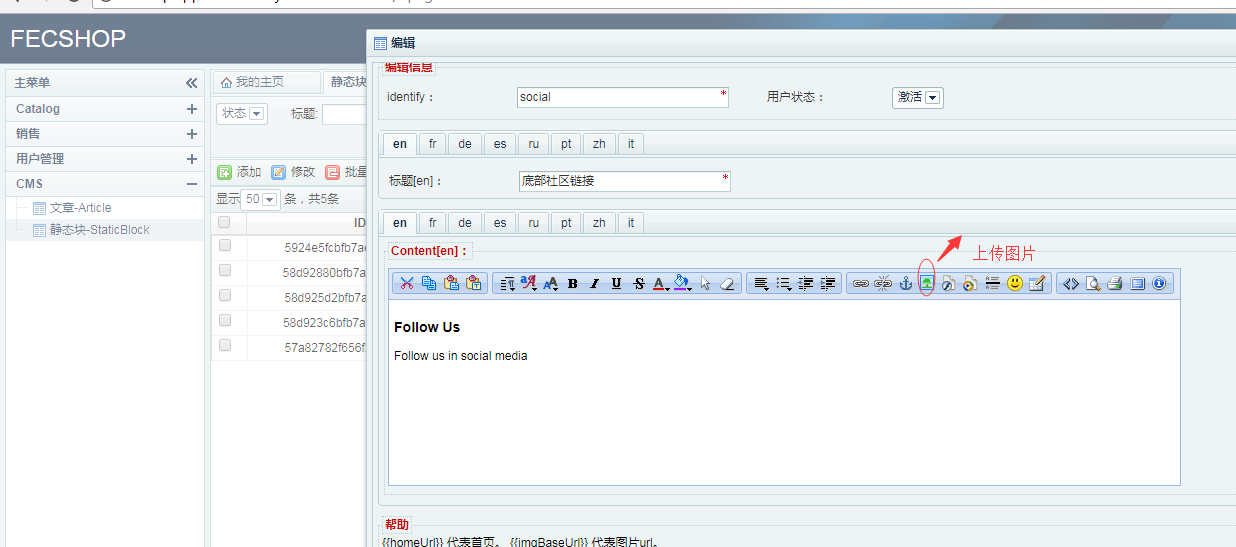 FECSHOP
主菜单
Catalog
销售
用户管理
CMS
文章-Article
静态块-StaticBlock
我的主页
静态块
状态
标题:
添加
修改
批量
显示 50 条，共5条
ID
5924e5fcbfb7ae
58d92880bfb7a
58d925d2bfb7a
58d923c6bfb7a
57a82782f656f
编辑
编辑信息
identify：
social
*
用户状态：
激活
en fr de es ru pt zh it
标题[en]：
底部社区链接
*
en fr de es ru pt zh it
上传图片
Content[en]：
Follow Us
Follow us in social media
帮助
{{homeUrl}} 代表首页。 {{imgBaseUrl}} 代表图片url。